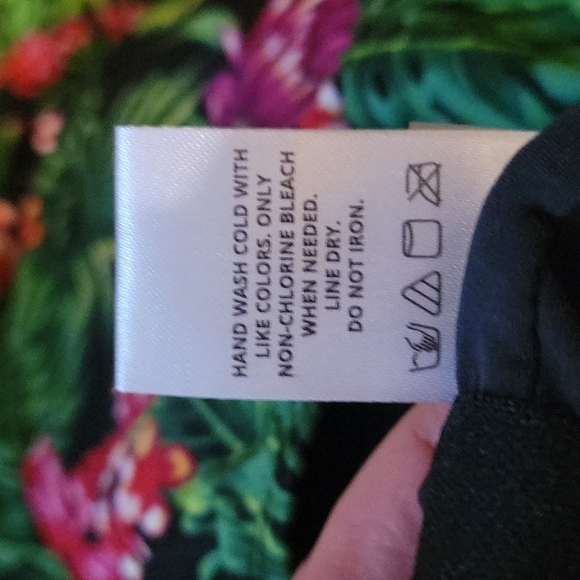 HAND WASH COLD WITH
LIKE COLORS. ONLY
NON-CHLORINE BLEACH
WHEN NEEDED.
LINE DRY.
DO NOT IRON.